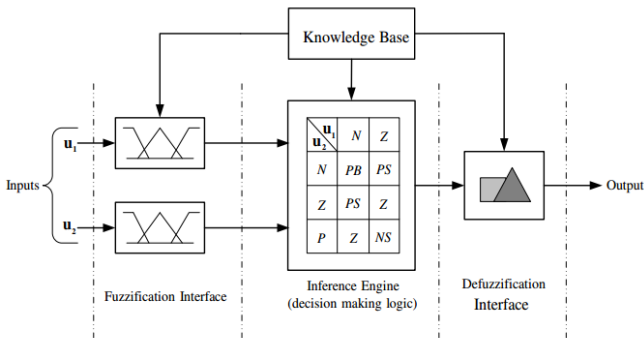 Knowledge Base
u₁
Inputs
u₂
u₁
u₂
N Z
N PB PS
Z PS Z
P Z NS
Output
Fuzzification Interface
Inference Engine
(decision making logic)
Defuzzification
Interface